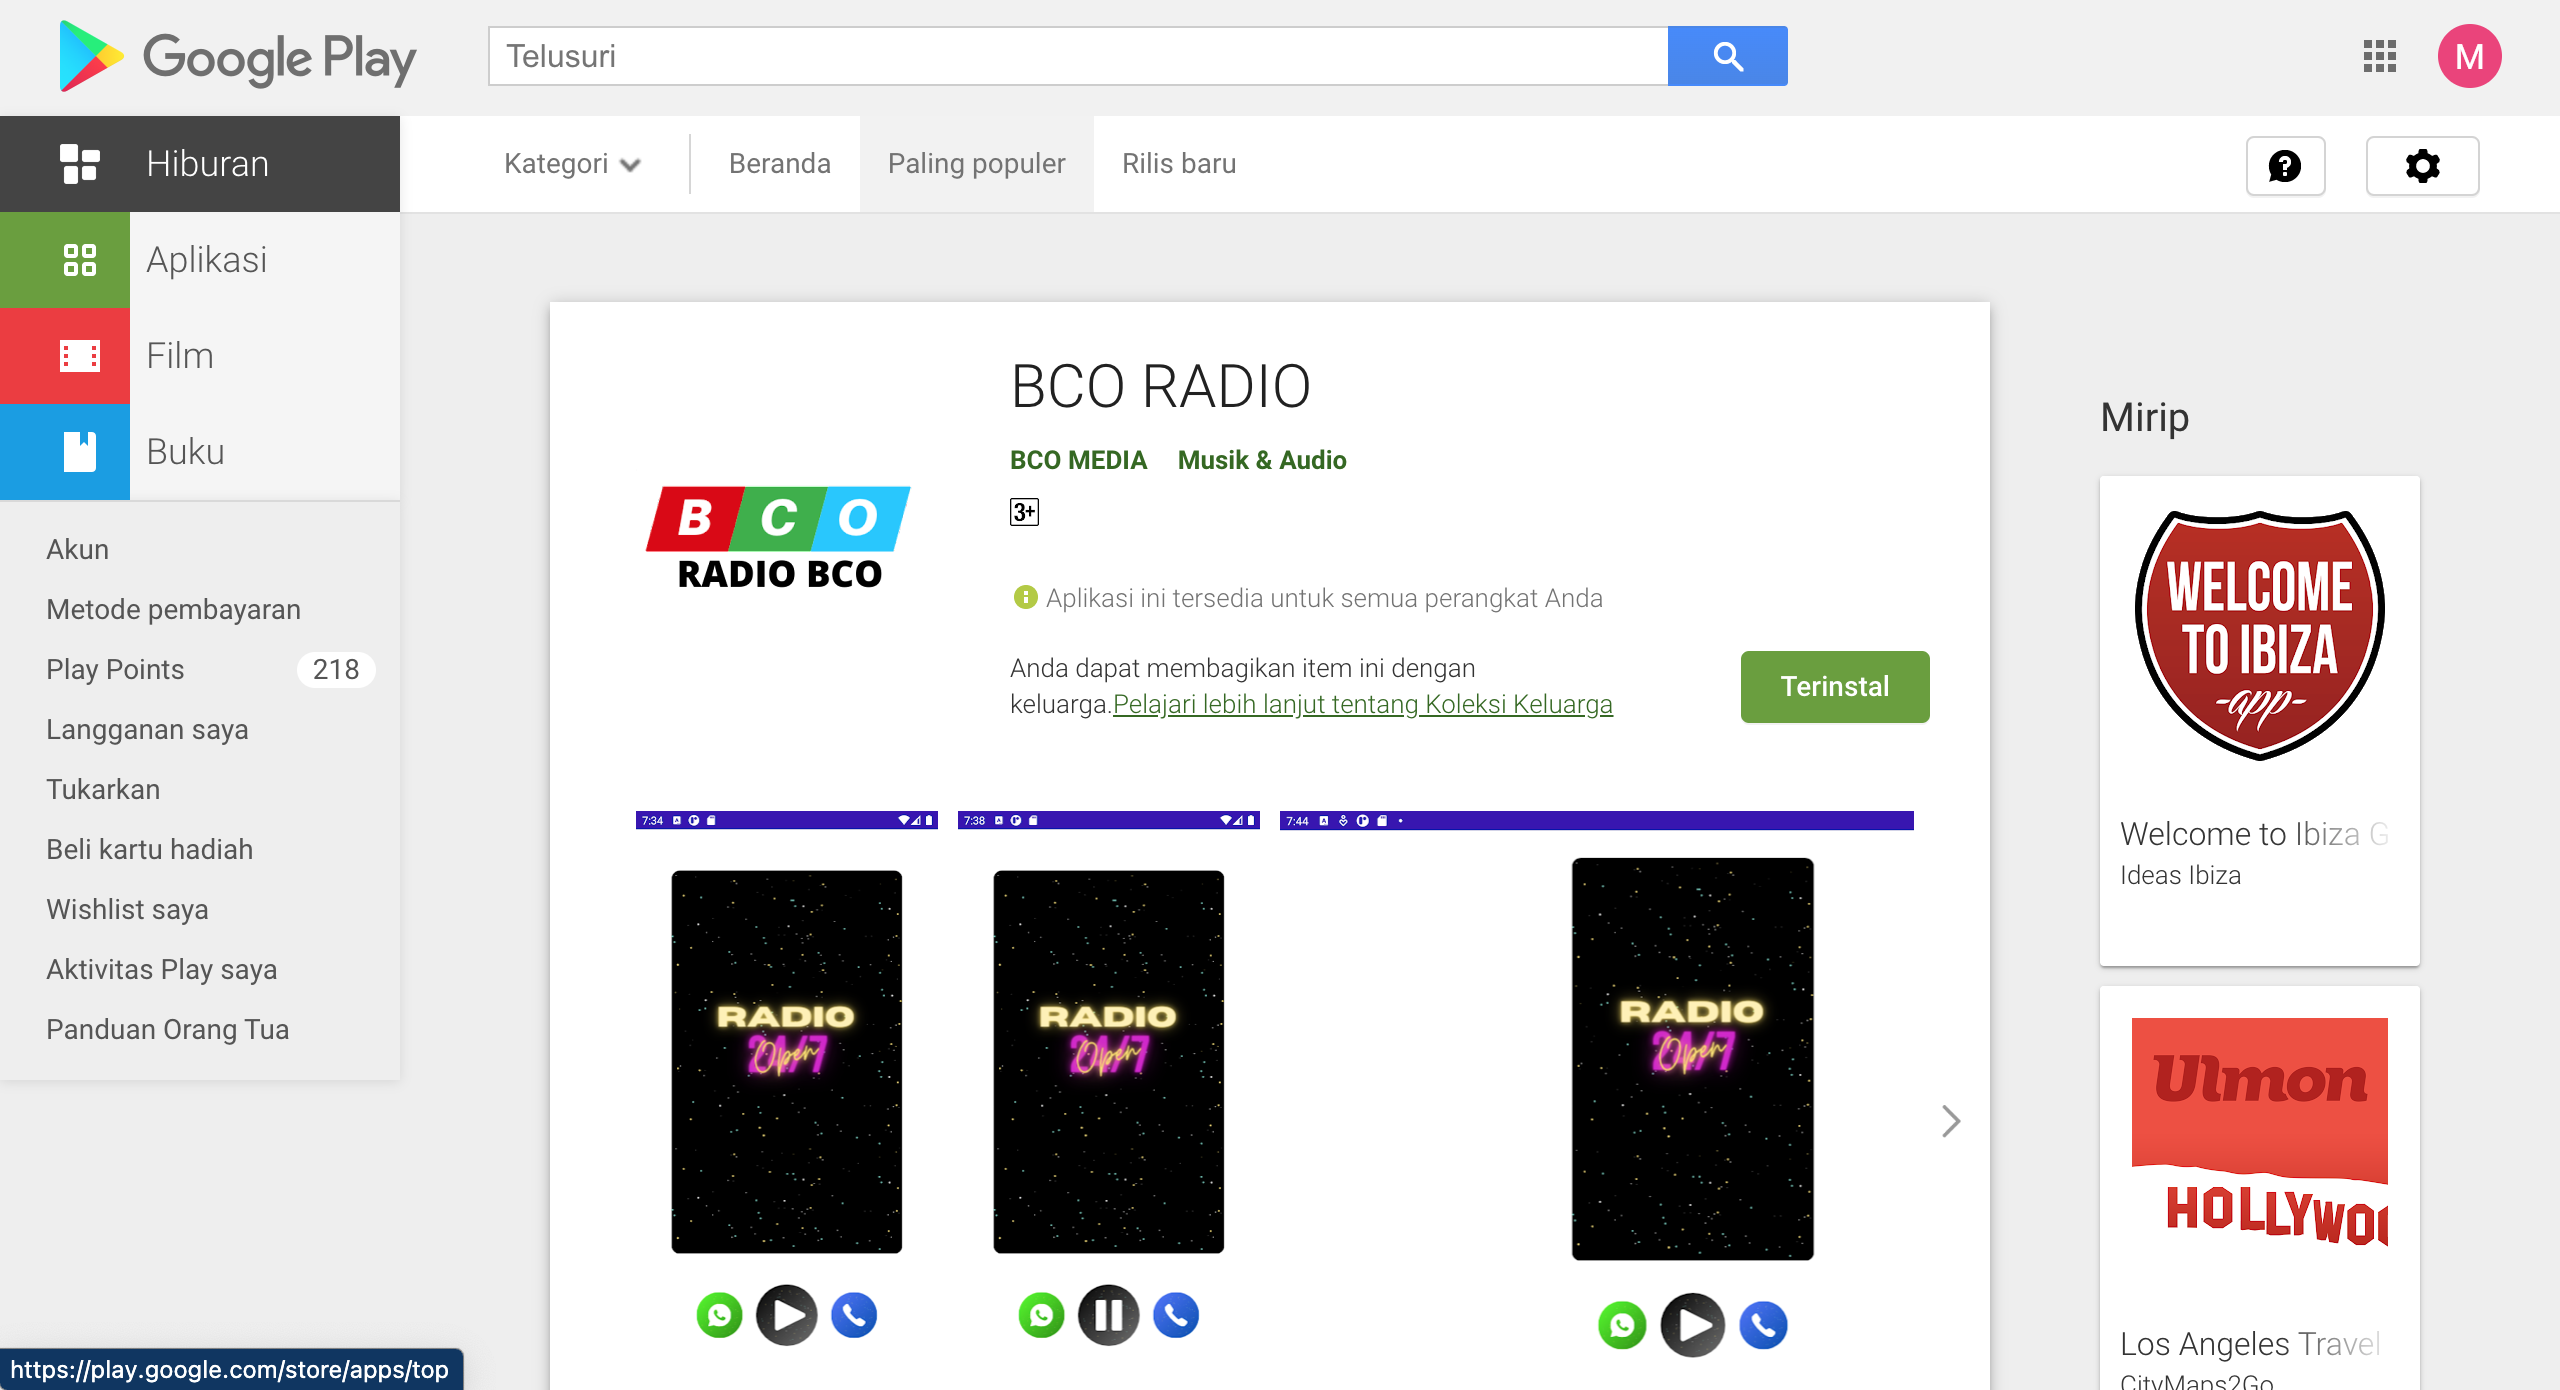 Google Play
Telusuri
M
Hiburan
Kategori
Beranda
Paling populer
Rilis baru
Aplikasi
Film
Buku
Akun
Metode pembayaran
Play Points
218
Langganan saya
Tukarkan
Beli kartu hadiah
Wishlist saya
Aktivitas Play saya
Panduan Orang Tua
BCO
RADIO BCO
BCO RADIO
BCO MEDIA
Musik & Audio
3+
Aplikasi ini tersedia untuk semua perangkat Anda
Anda dapat membagikan item ini dengan
keluarga.Pelajari lebih lanjut tentang Koleksi Keluarga
Terinstal
7:34
RADIO
24/7
Open
7:38
RADIO
24/7
Open
7:44
RADIO
24/7
Open
Mirip
WELCOME
TO IBIZA
-app-
Welcome to Ibiza G
Ideas Ibiza
Ulmon
HOLLYWO
Los Angeles Travel
CityMaps2Go
https://play.google.com/store/apps/top